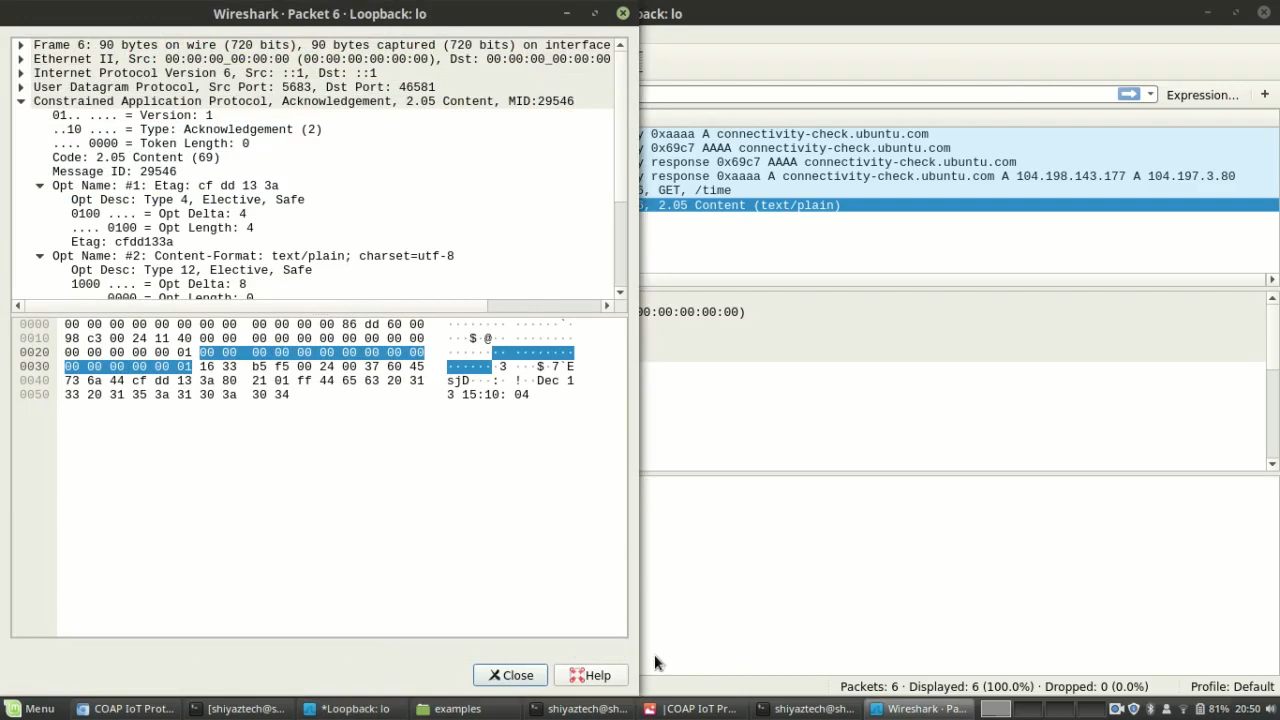 Wireshark · Packet 6 · Loopback: lo
back: lo
Frame 6: 90 bytes on wire (720 bits), 90 bytes captured (720 bits) on interface
Ethernet II, Src: 00:00:00_00:00:00 (00:00:00:00:00:00), Dst: 00:00:00_00:00:00
Internet Protocol Version 6, Src: ::1, Dst: ::1
User Datagram Protocol, Src Port: 5683, Dst Port: 46581
Constrained Application Protocol, Acknowledgement, 2.05 Content, MID:29546
01.. .... = Version: 1
..10 .... = Type: Acknowledgement (2)
.... 0000 = Token Length: 0
Code: 2.05 Content (69)
Message ID: 29546
Opt Name: #1: Etag: cf dd 13 3a
Opt Desc: Type 4, Elective, Safe
0100 .... = Opt Delta: 4
.... 0100 = Opt Length: 4
Etag: cfdd133a
Opt Name: #2: Content-Format: text/plain; charset=utf-8
Opt Desc: Type 12, Elective, Safe
1000 .... = Opt Delta: 8
.... 0000 = Opt Length: 0
0000 00 00 00 00 00 00 00 00 00 00 00 00 86 dd 60 00 ········ ······`·
0010 98 c3 00 24 11 40 00 00 00 00 00 00 00 00 00 00 ···$·@·· ········
0020 00 00 00 00 00 01 00 00 00 00 00 00 00 00 00 00 ········ ········
0030 00 00 00 00 00 01 16 33 b5 f5 00 24 00 37 60 45 ·······3 ···$·7`E
0040 73 6a 44 cf dd 13 3a 80 21 01 ff 44 65 63 20 31 sjD···:· !··Dec 1
0050 33 20 31 35 3a 31 30 3a 30 34 3 15:10: 04
Close
Help
Expression...
+
y 0xaaaa A connectivity-check.ubuntu.com
y 0x69c7 AAAA connectivity-check.ubuntu.com
y response 0x69c7 AAAA connectivity-check.ubuntu.com
y response 0xaaaa A connectivity-check.ubuntu.com A 104.198.143.177 A 104.197.3.80
6, GET, /time
6, 2.05 Content (text/plain)
00:00:00:00:00)
Packets: 6 · Displayed: 6 (100.0%) · Dropped: 0 (0.0%)
Profile: Default
Menu
COAP IoT Prot...
[shiyaztech@s...
*Loopback: lo
examples
shiyaztech@sh...
[COAP IoT Pr...
shiyaztech@sh...
Wireshark · Pa...
81%
20:50